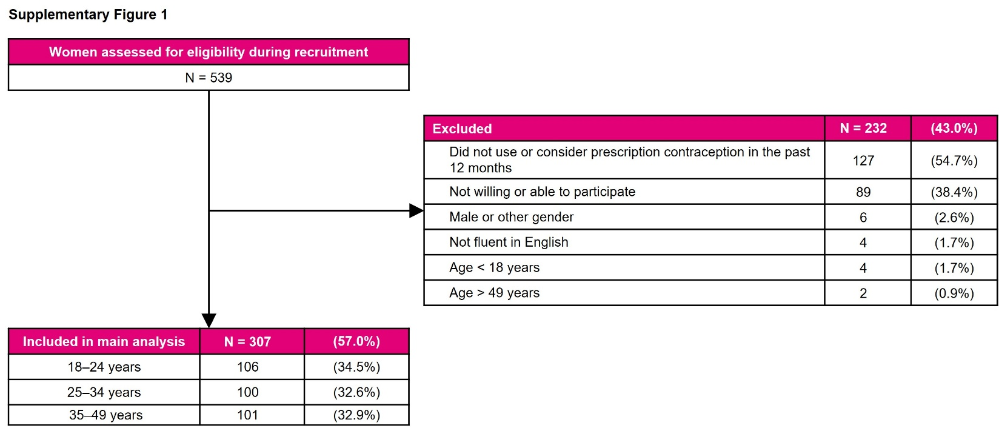 Supplementary Figure 1
Women assessed for eligibility during recruitment
N = 539
Excluded N = 232 (43.0%)
Did not use or consider prescription contraception in the past
12 months 127 (54.7%)
Not willing or able to participate 89 (38.4%)
Male or other gender 6 (2.6%)
Not fluent in English 4 (1.7%)
Age < 18 years 4 (1.7%)
Age > 49 years 2 (0.9%)
Included in main analysis N = 307 (57.0%)
18–24 years 106 (34.5%)
25–34 years 100 (32.6%)
35–49 years 101 (32.9%)